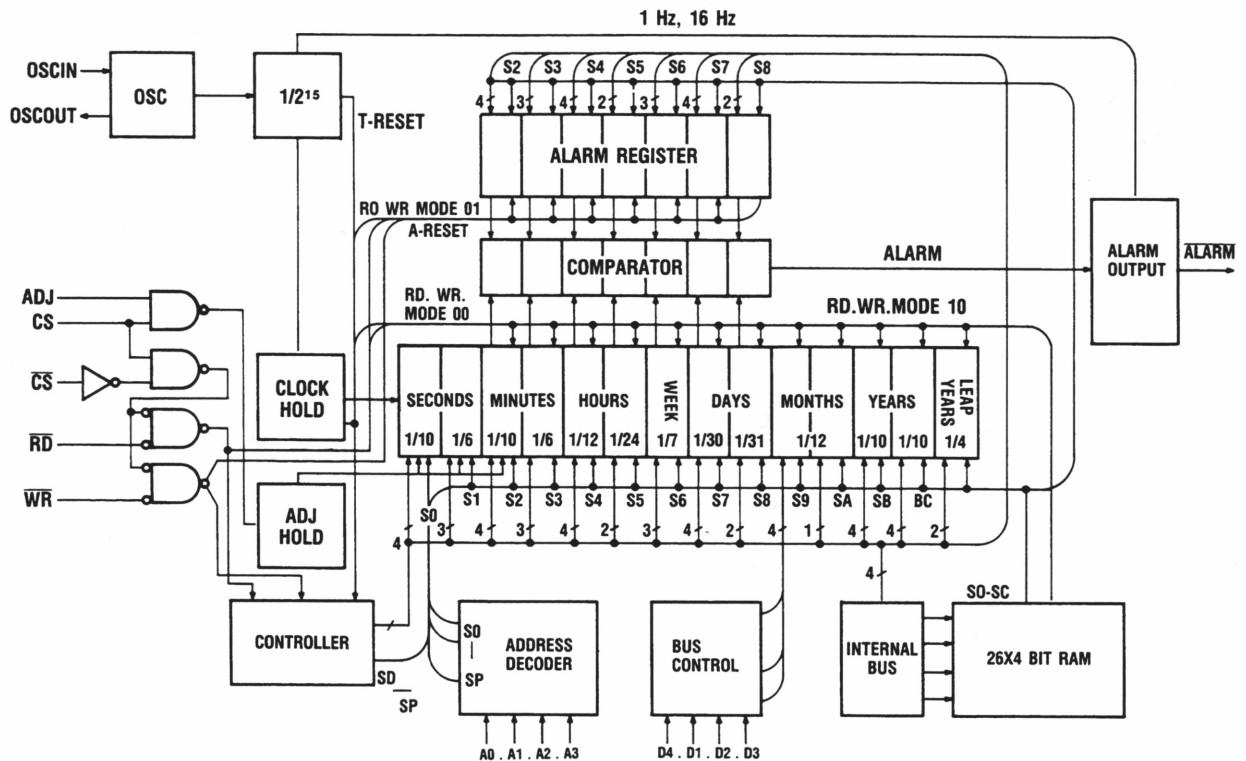 1 Hz, 16 Hz
OSCIN
OSCOUT
OSC
1/2¹⁵
T-RESET
S2 S3 S4 S5 S6 S7 S8
4 3 4 2 3 4 2
ALARM REGISTER
RO WR MODE 01
A-RESET
COMPARATOR
ALARM
ALARM OUTPUT
ALARM
ADJ
CS
CS
RD
WR
RD. WR.
MODE 00
RD.WR.MODE 10
CLOCK
HOLD
SECONDS MINUTES HOURS WEEK DAYS MONTHS YEARS LEAP YEARS
1/10 1/6 1/10 1/6 1/12 1/24 1/7 1/30 1/31 1/12 1/10 1/10 1/4
ADJ
HOLD
S0 S1 S2 S3 S4 S5 S6 S7 S8 S9 SA SB BC
4 3 4 3 4 2 3 4 2 4 1 4 4 2
4
SO-SC
CONTROLLER
SD
SP
S0
SP
ADDRESS
DECODER
BUS
CONTROL
INTERNAL
BUS
26X4 BIT RAM
A0 . A1 . A2 . A3
D4 . D1 . D2 . D3